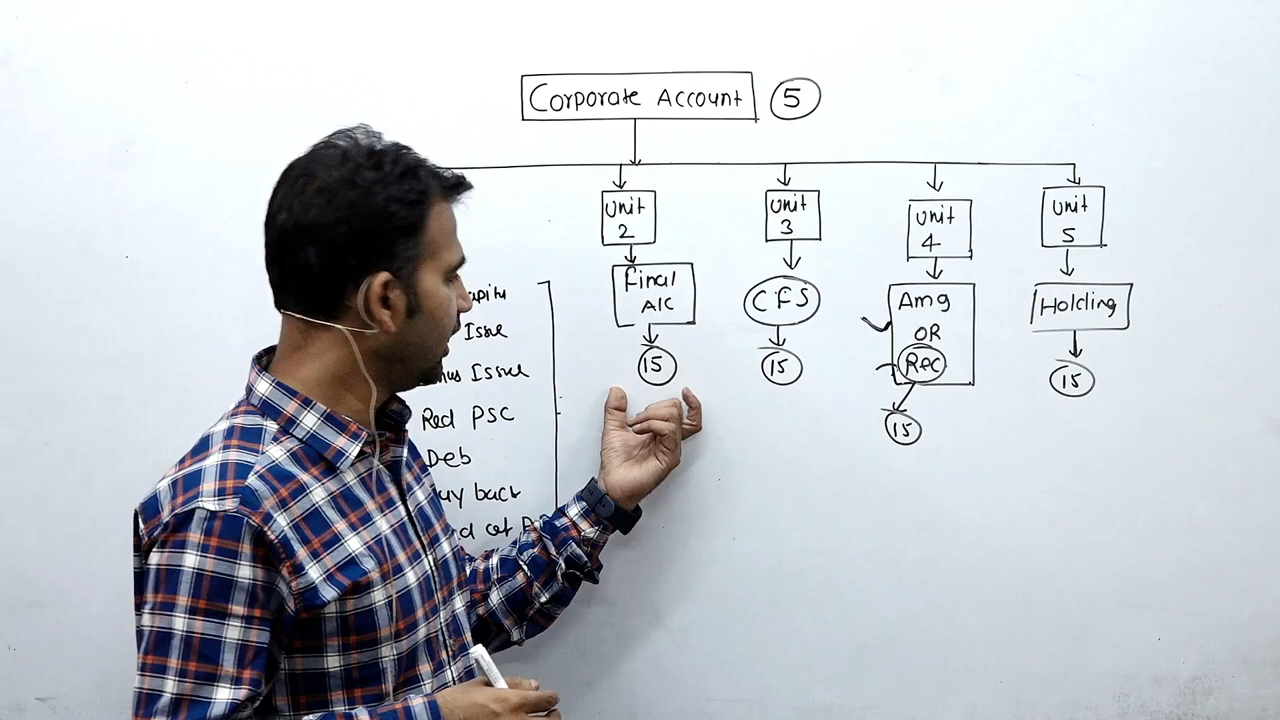 Corporate Account 5
Unit
2
Final
A/C
15
Unit
3
CFS
15
Unit
4
Amg
OR
Rec
15
Unit
5
Holding
15
Issue
Issue
Red PSC
Deb
back